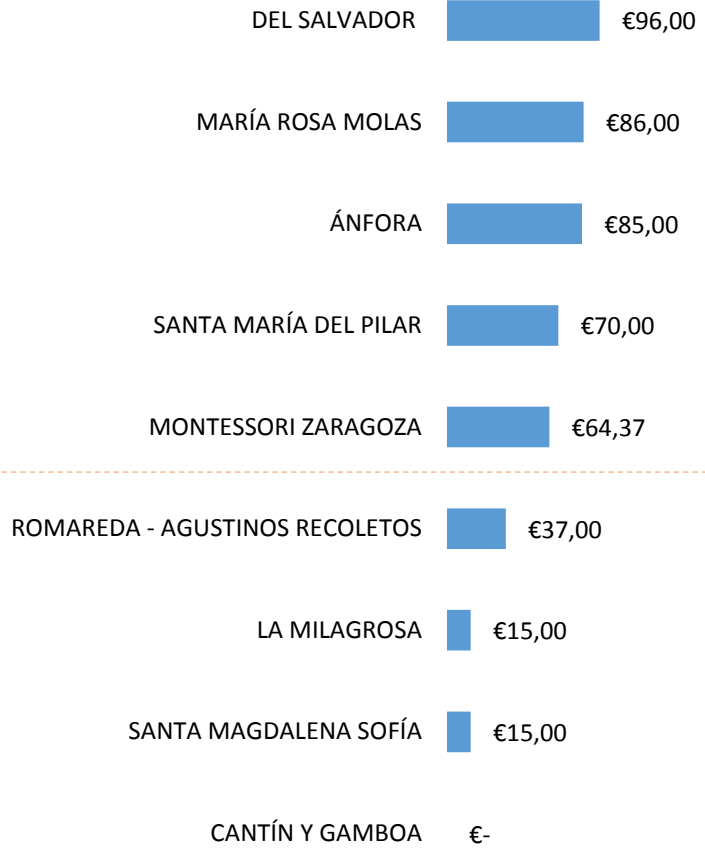 DEL SALVADOR €96,00
MARÍA ROSA MOLAS €86,00
ÁNFORA €85,00
SANTA MARÍA DEL PILAR €70,00
MONTESSORI ZARAGOZA €64,37
ROMAREDA - AGUSTINOS RECOLETOS €37,00
LA MILAGROSA €15,00
SANTA MAGDALENA SOFÍA €15,00
CANTÍN Y GAMBOA €-